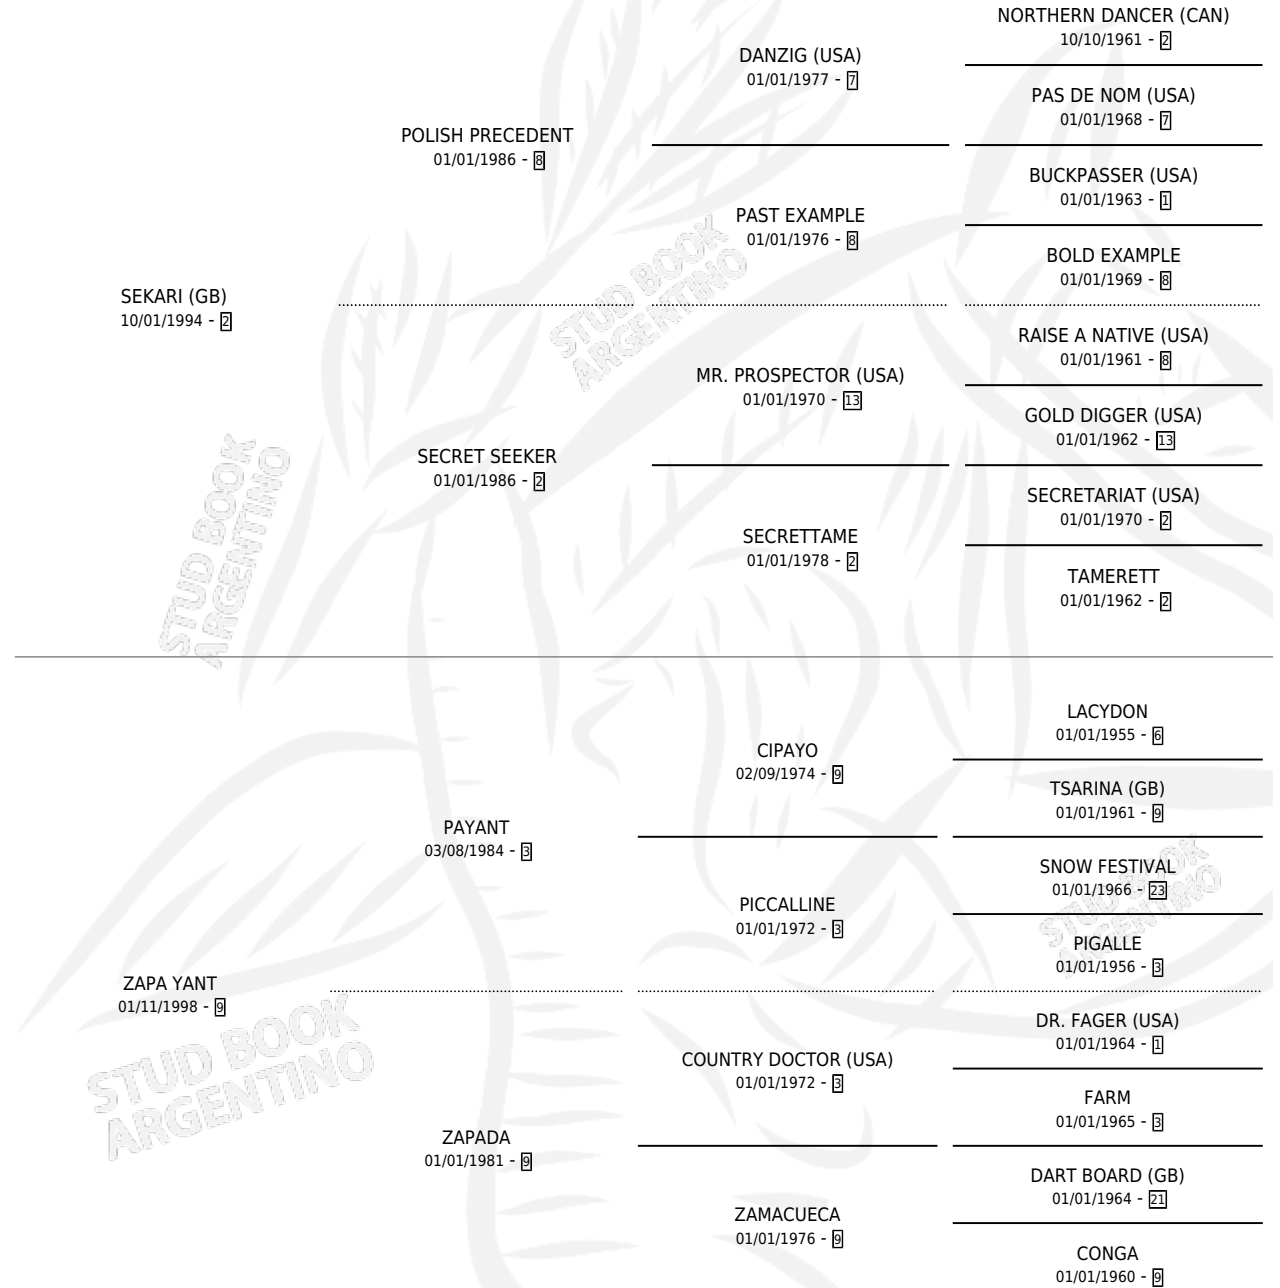 NORTHERN DANCER (CAN)
10/10/1961 - 2
DANZIG (USA)
01/01/1977 - 7
PAS DE NOM (USA)
01/01/1968 - 7
POLISH PRECEDENT
01/01/1986 - 8
BUCKPASSER (USA)
01/01/1963 - 1
PAST EXAMPLE
01/01/1976 - 8
BOLD EXAMPLE
01/01/1969 - 8
SEKARI (GB)
10/01/1994 - 2
STUD BOOK
ARGENTINO
RAISE A NATIVE (USA)
01/01/1961 - 8
MR. PROSPECTOR (USA)
01/01/1970 - 13
GOLD DIGGER (USA)
01/01/1962 - 13
SECRET SEEKER
01/01/1986 - 2
SECRETARIAT (USA)
01/01/1970 - 2
SECRETTAME
01/01/1978 - 2
TAMERETT
01/01/1962 - 2
STUD BOOK
ARGENTINO
LACYDON
01/01/1955 - 6
CIPAYO
02/09/1974 - 9
TSARINA (GB)
01/01/1961 - 9
PAYANT
03/08/1984 - 3
SNOW FESTIVAL
01/01/1966 - 23
PICCALLINE
01/01/1972 - 3
PIGALLE
01/01/1956 - 3
STUD BOOK
ARGENTINO
ZAPA YANT
01/11/1998 - 9
DR. FAGER (USA)
01/01/1964 - 1
COUNTRY DOCTOR (USA)
01/01/1972 - 3
FARM
01/01/1965 - 3
STUD BOOK
ARGENTINO
ZAPADA
01/01/1981 - 9
DART BOARD (GB)
01/01/1964 - 21
ZAMACUECA
01/01/1976 - 9
CONGA
01/01/1960 - 9